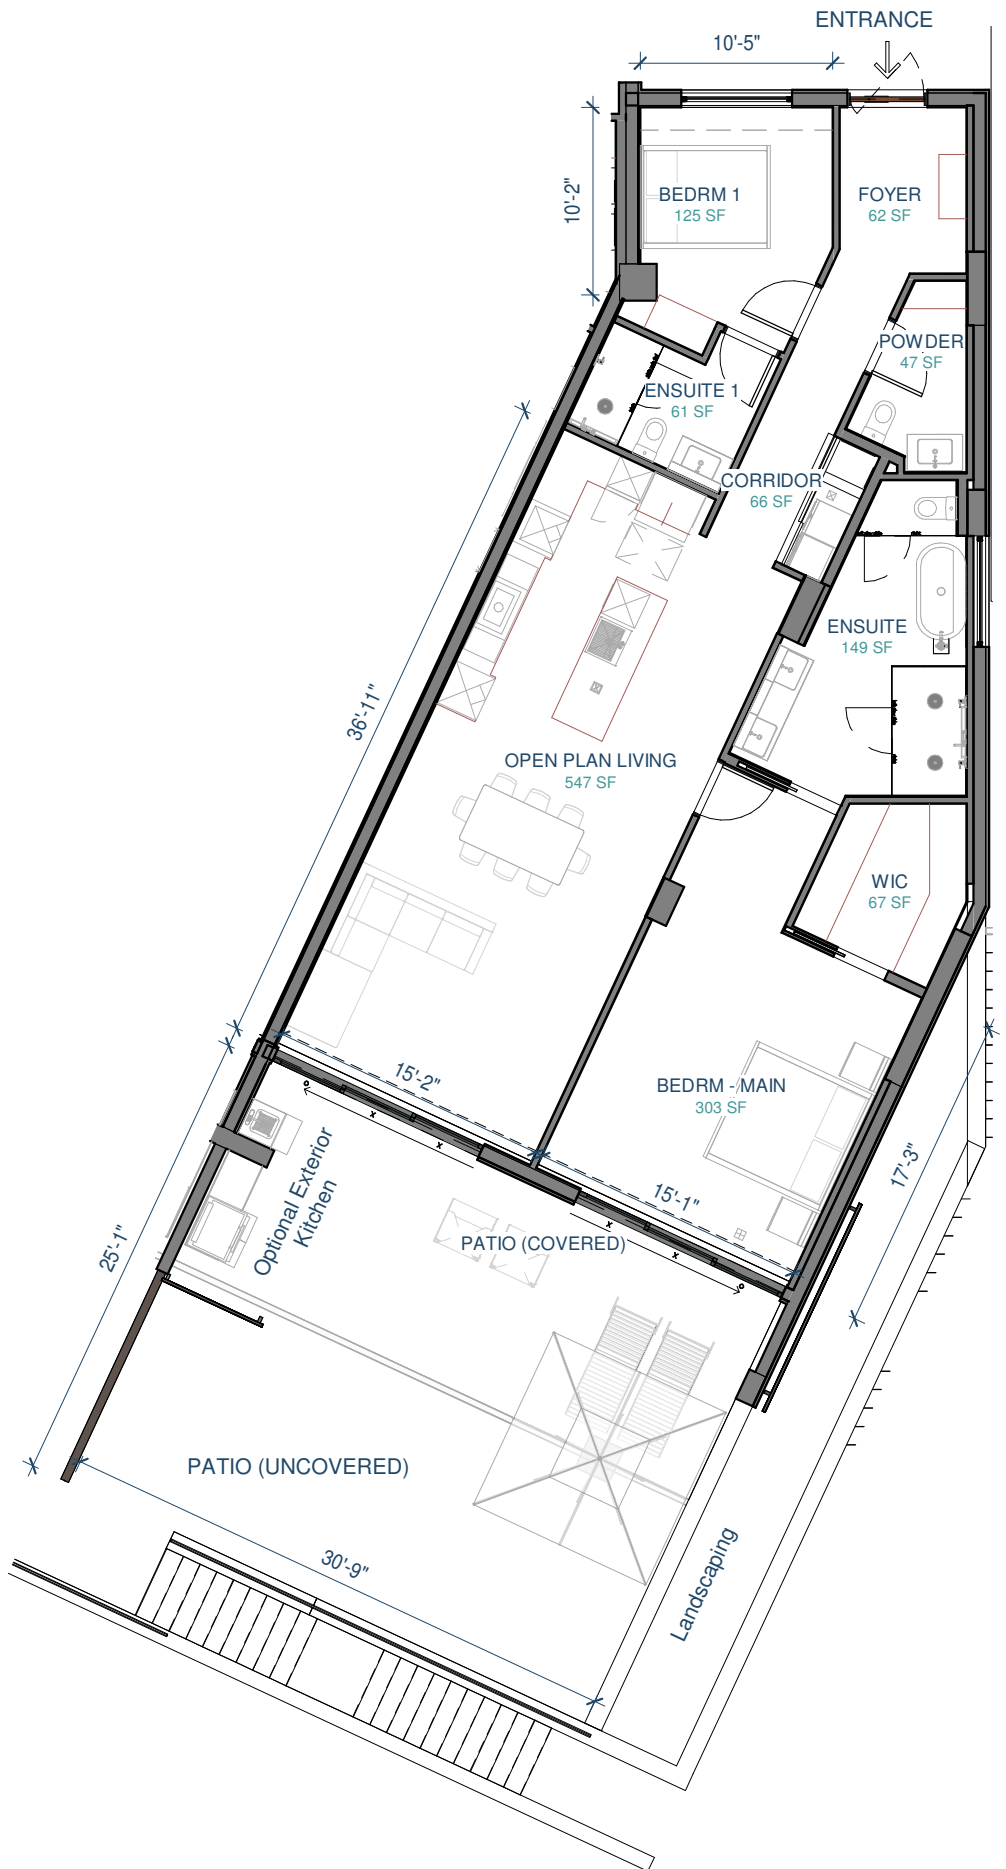 ENTRANCE
10'-5"
10'-2"
BEDRM 1
125 SF
FOYER
62 SF
POWDER
47 SF
ENSUITE 1
61 SF
CORRIDOR
66 SF
ENSUITE
149 SF
36'-11"
OPEN PLAN LIVING
547 SF
WIC
67 SF
15'-2"
BEDRM - MAIN
303 SF
17'-3"
15'-1"
Optional Exterior
Kitchen
PATIO (COVERED)
25'-1"
PATIO (UNCOVERED)
30'-9"
Landscaping